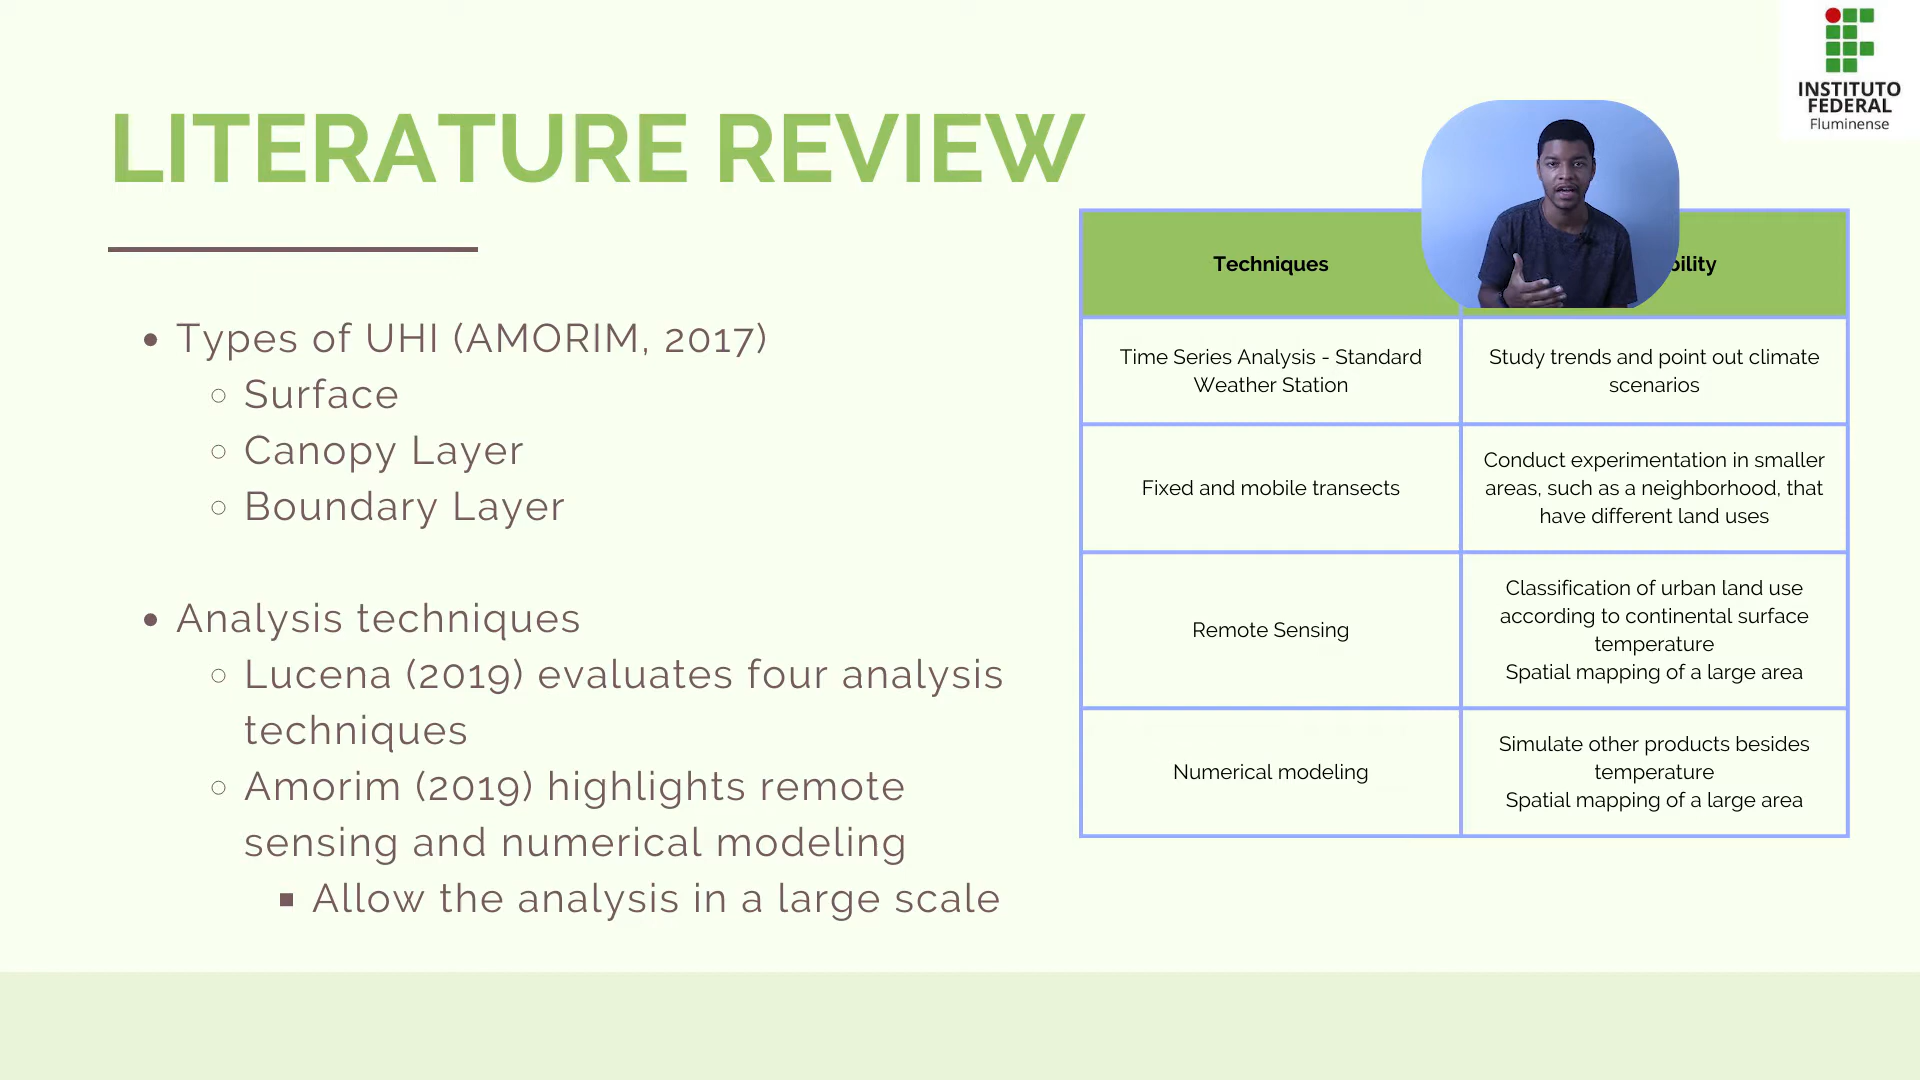 INSTITUTO
FEDERAL
Fluminense
LITERATURE REVIEW
Types of UHI (AMORIM, 2017)
Surface
Canopy Layer
Boundary Layer
Analysis techniques
Lucena (2019) evaluates four analysis
techniques
Amorim (2019) highlights remote
sensing and numerical modeling
Allow the analysis in a large scale
Techniques
Time Series Analysis - Standard
Weather Station
Study trends and point out climate
scenarios
Fixed and mobile transects
Conduct experimentation in smaller
areas, such as a neighborhood, that
have different land uses
Remote Sensing
Classification of urban land use
according to continental surface
temperature
Spatial mapping of a large area
Numerical modeling
Simulate other products besides
temperature
Spatial mapping of a large area